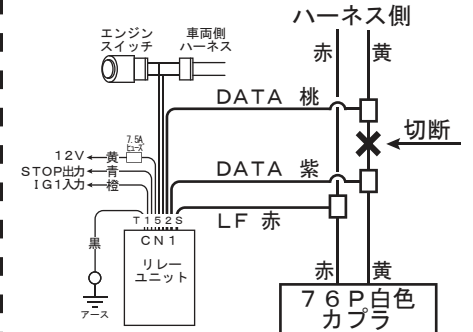 ハーネス側
エンジン
スイッチ
車両側
ハーネス
赤
黄
DATA 桃
切断
7.5A
ヒューズ
12V
黄
STOP出力
青
IG1入力
橙
DATA 紫
LF 赤
T152S
CN1
黒
リレー
ユニット
アース
赤
黄
76P白色
カプラ